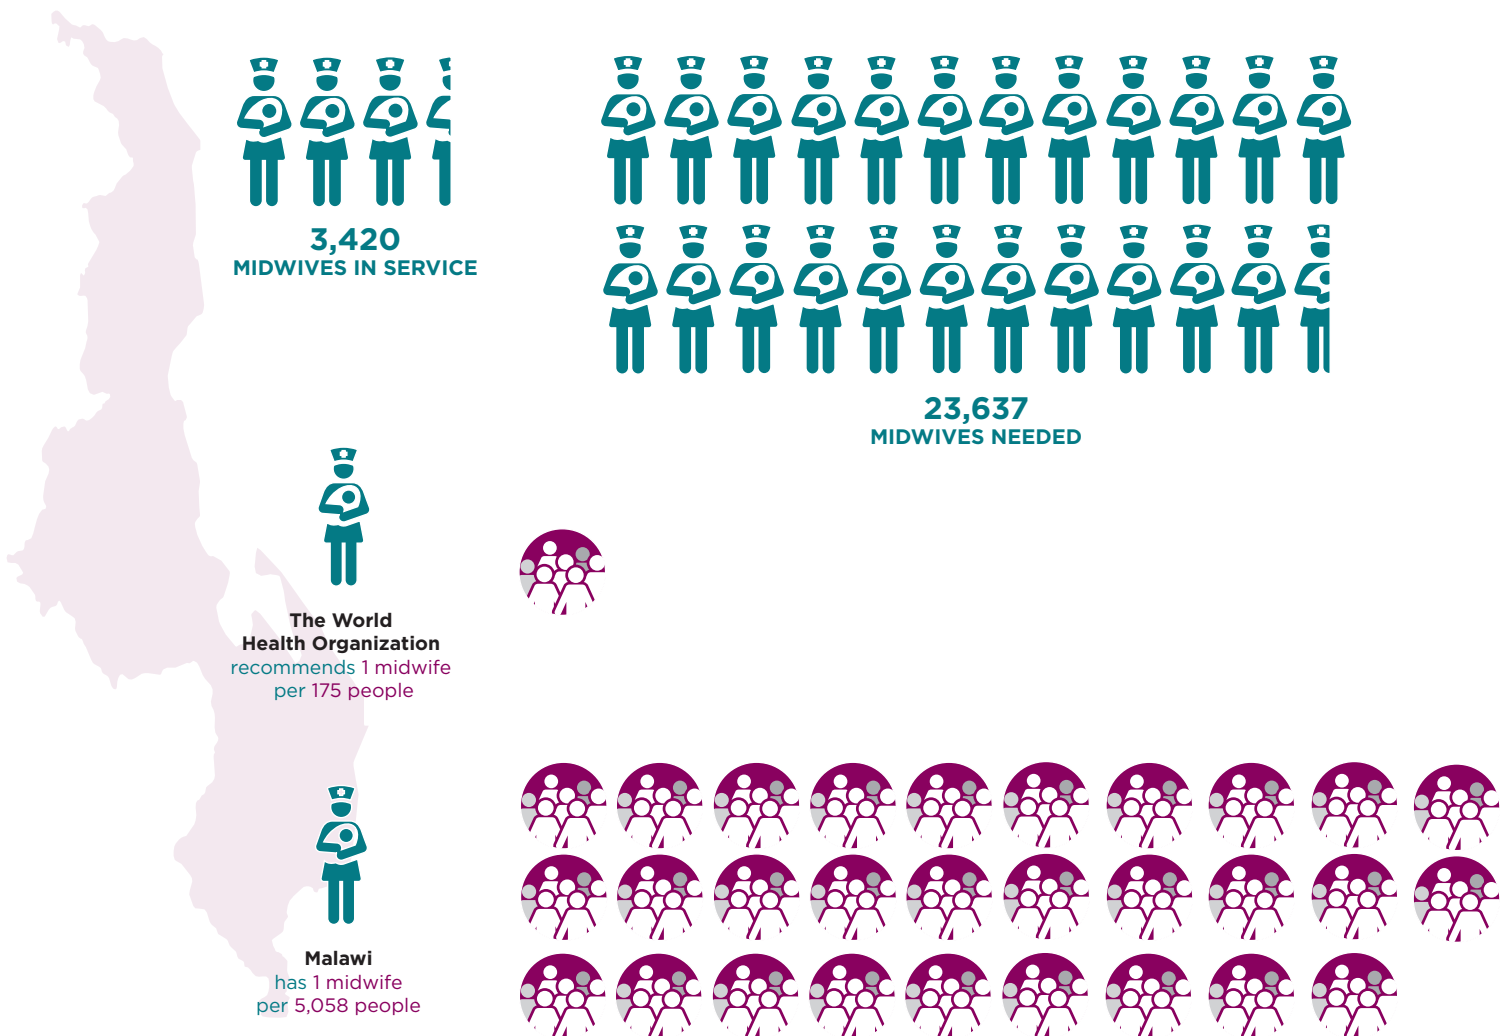 3,420
MIDWIVES IN SERVICE
23,637
MIDWIVES NEEDED
The World
Health Organization
recommends 1 midwife
per 175 people
Malawi
has 1 midwife
per 5,058 people